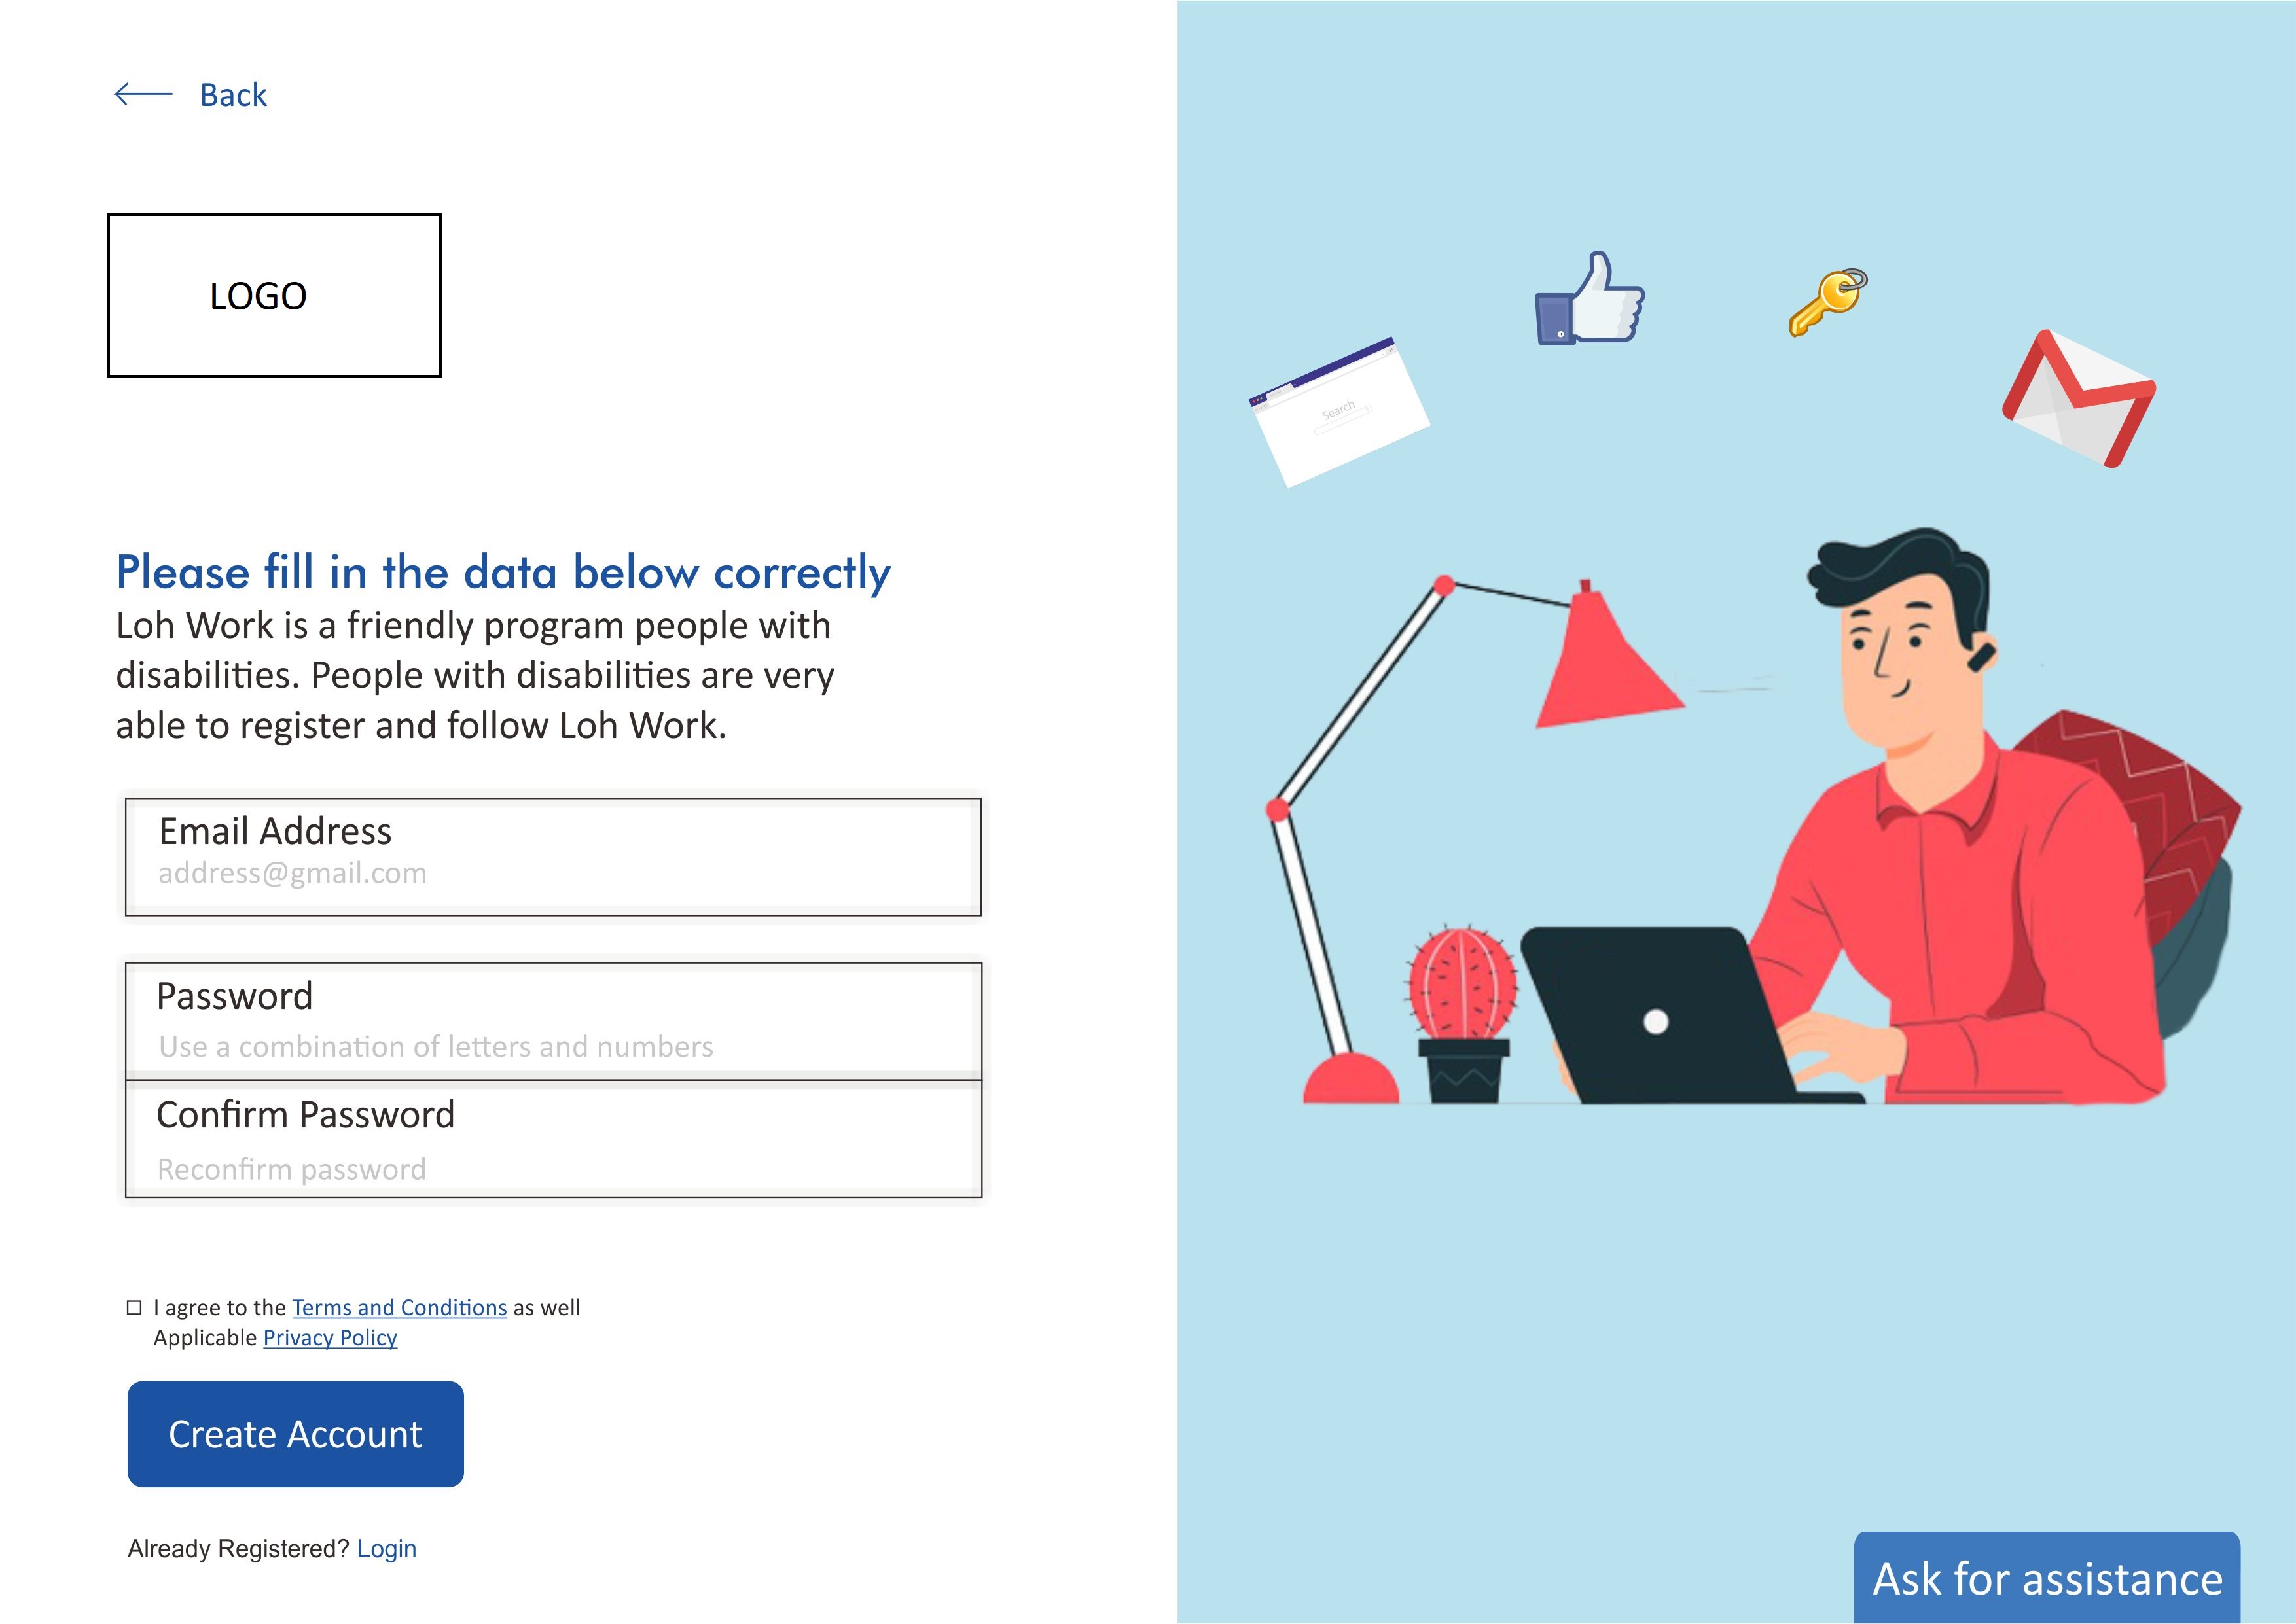 Back
LOGO
Please fill in the data below correctly
Loh Work is a friendly program people with
disabilities. People with disabilities are very
able to register and follow Loh Work.
Email Address
address@gmail.com
Password
Use a combination of letters and numbers
Confirm Password
Reconfirm password
I agree to the Terms and Conditions as well
Applicable Privacy Policy
Create Account
Already Registered? Login
Search
Ask for assistance